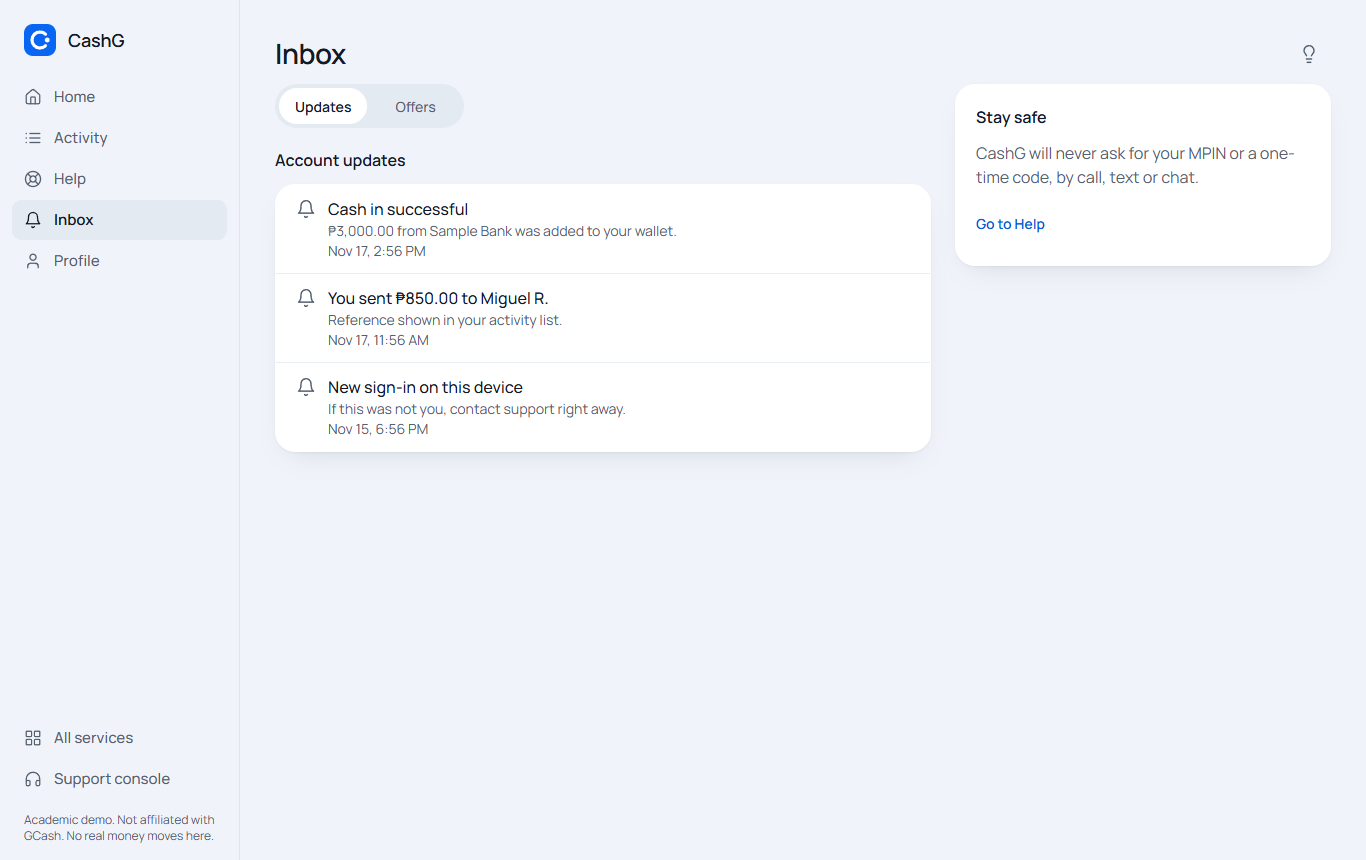 CashG
Home
Activity
Help
Inbox
Profile
All services
Support console
Academic demo. Not affiliated with
GCash. No real money moves here.
Inbox
Updates
Offers
Account updates
Cash in successful
₱3,000.00 from Sample Bank was added to your wallet.
Nov 17, 2:56 PM
You sent ₱850.00 to Miguel R.
Reference shown in your activity list.
Nov 17, 11:56 AM
New sign-in on this device
If this was not you, contact support right away.
Nov 15, 6:56 PM
Stay safe
CashG will never ask for your MPIN or a one-
time code, by call, text or chat.
Go to Help